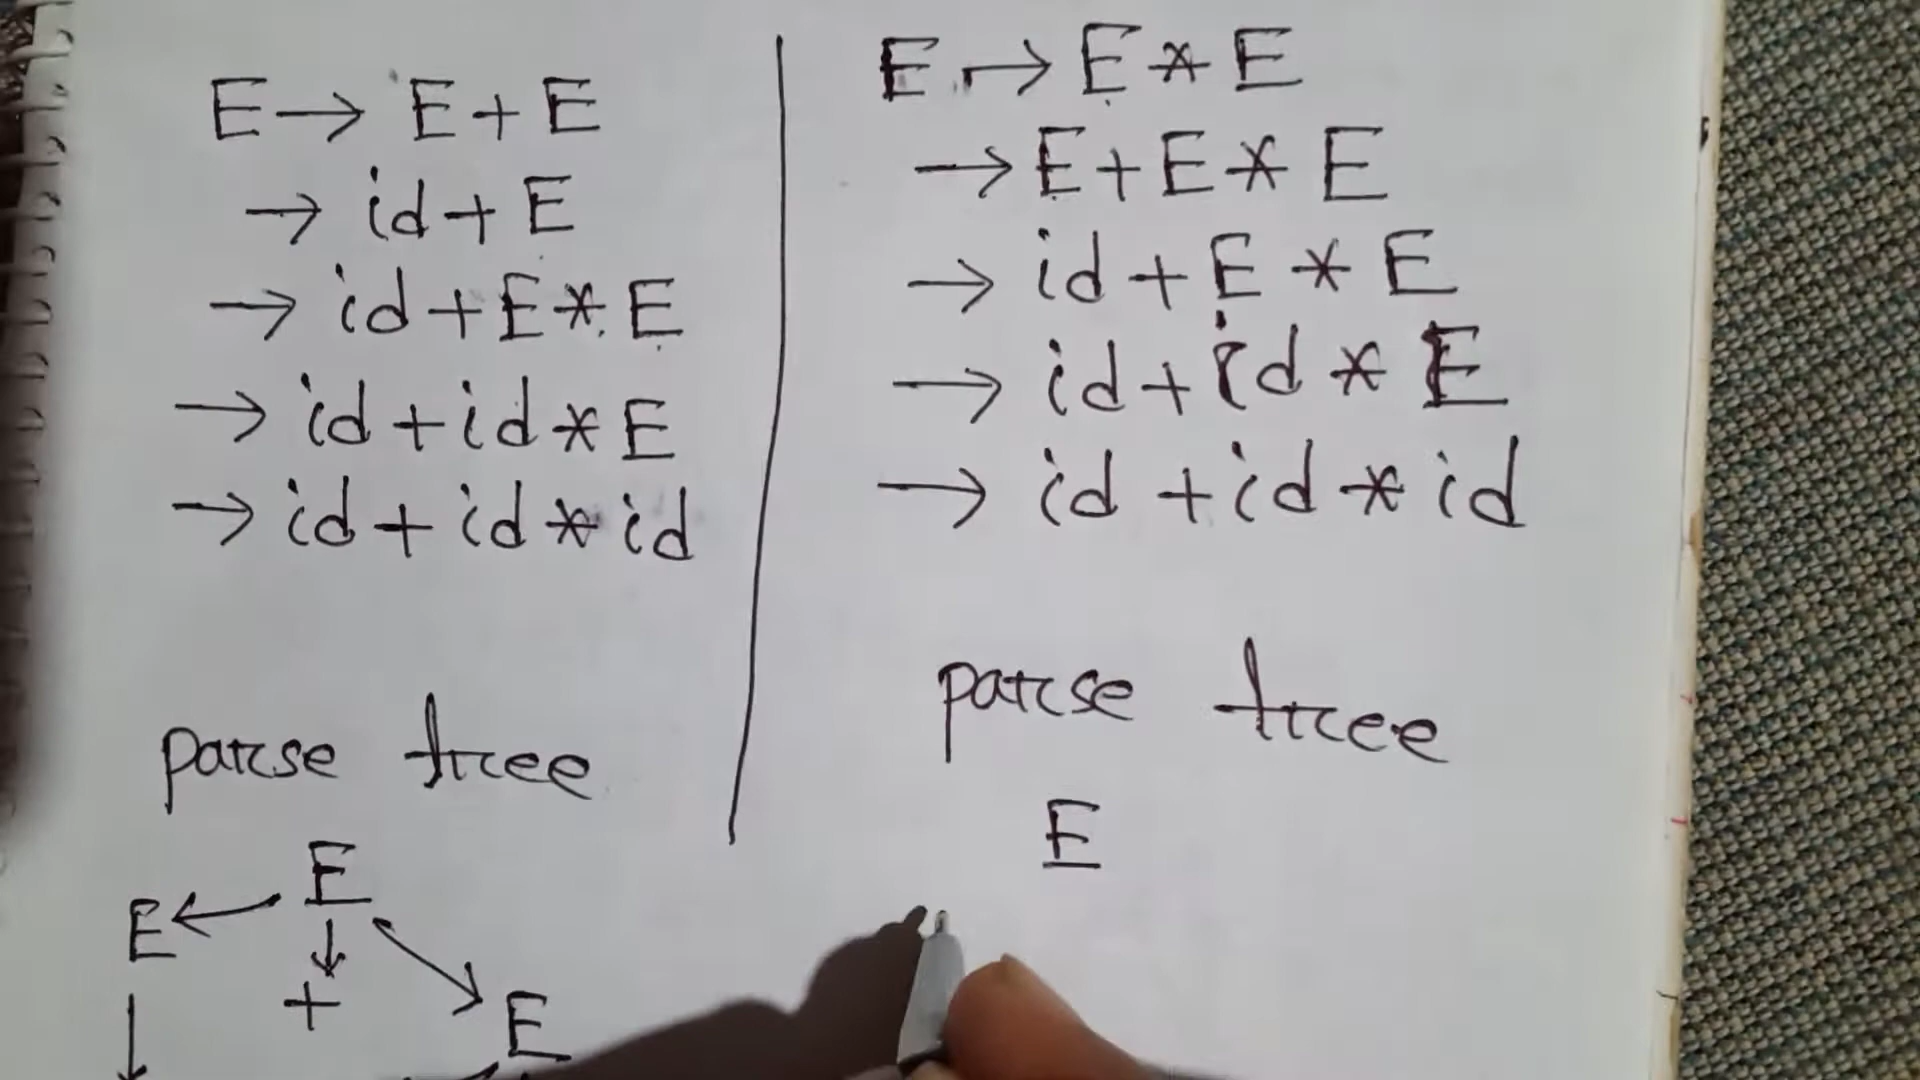 E → E + E
→ id + E
→ id + E * E
→ id + id * E
→ id + id * id
parse tree
E
E
+
E
E → E * E
→ E + E * E
→ id + E * E
→ id + id * E
→ id + id * id
parse tree
E